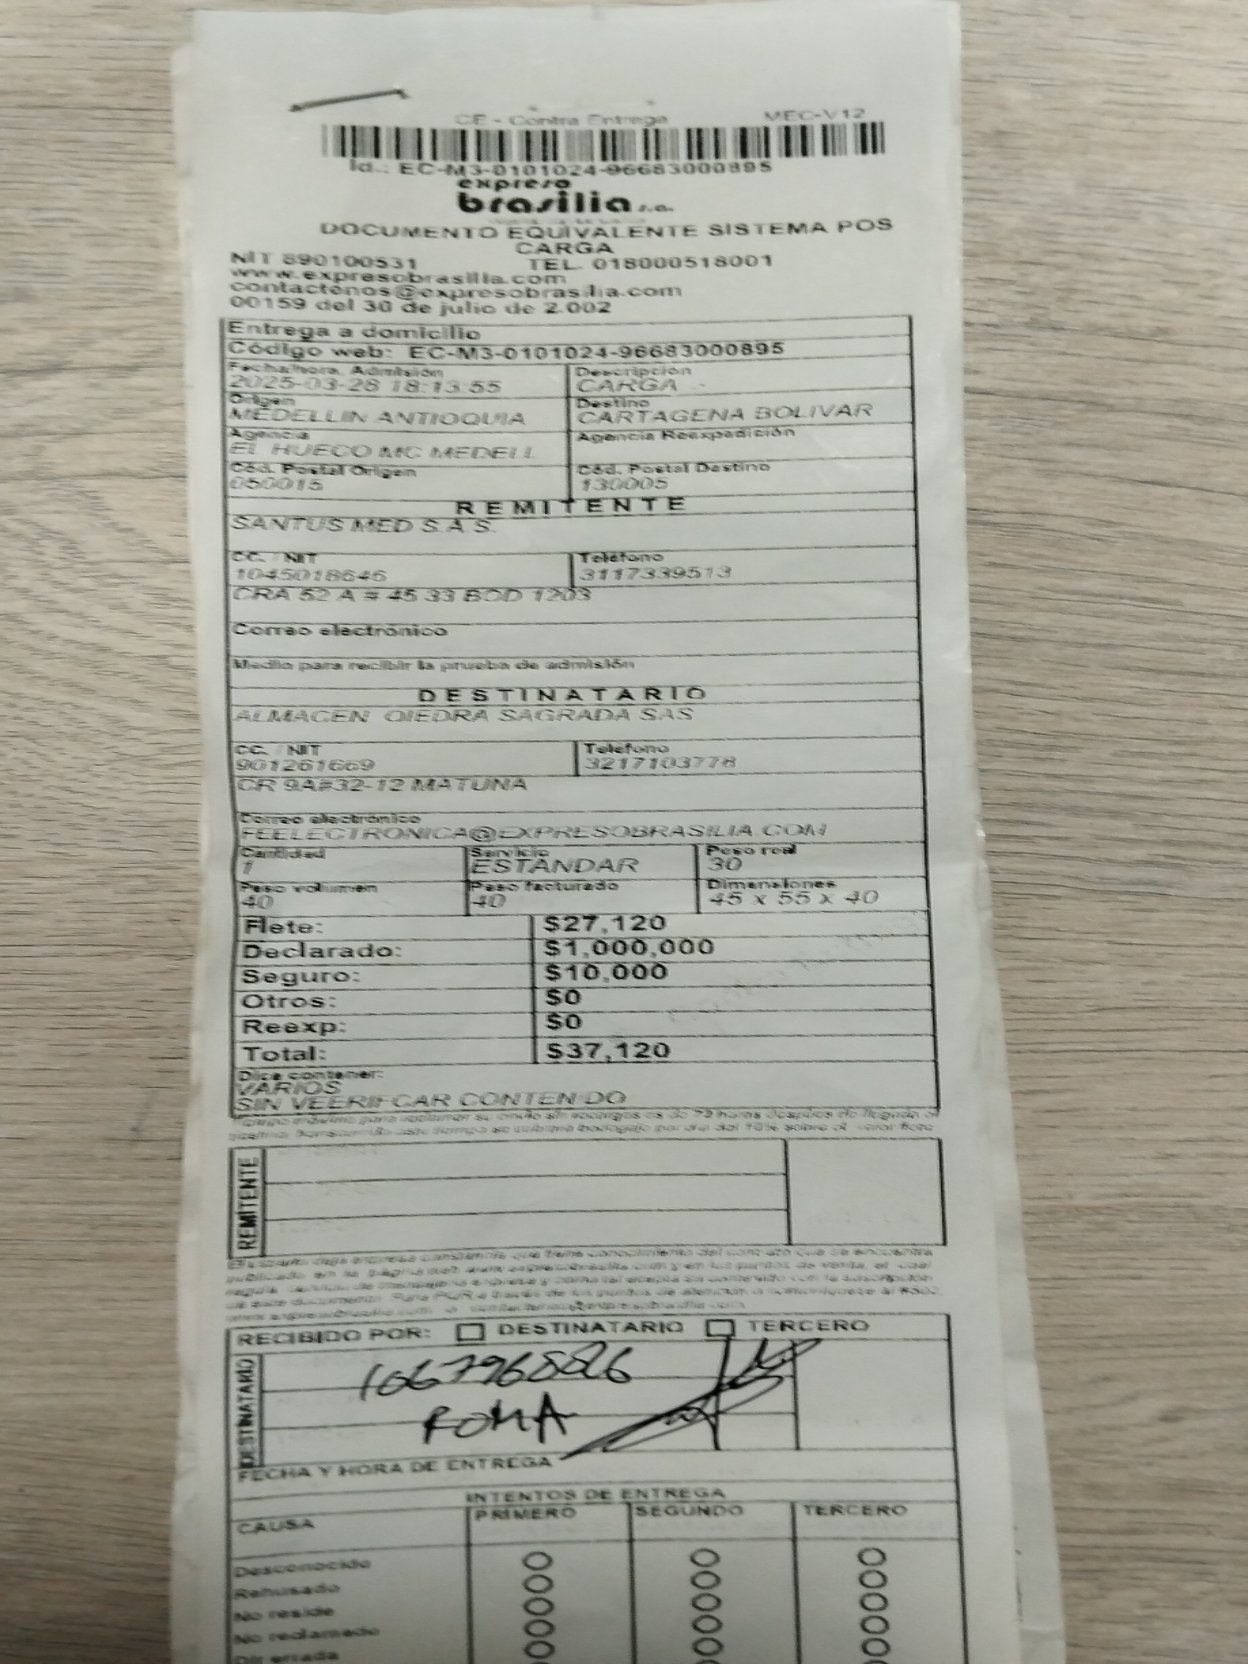 CE - Contra Entrega MEC-V12
Id.: EC-M3-0101024-96683000895
expreso
brasilia s.a.
DOCUMENTO EQUIVALENTE SISTEMA POS
CARGA
NIT 890100531 TEL. 018000518001
www.expresobrasilia.com
contactenos@expresobrasilia.com
00159 del 30 de julio de 2.002
Entrega a domicilio
Código web: EC-M3-0101024-96683000895
Fecha/hora. Admisión Descripción
2025-03-28 18:13:55 CARGA
Origen Destino
MEDELLIN ANTIOQUIA CARTAGENA BOLIVAR
Agencia Agencia Reexpedición
EL HUECO MC MEDELL
Cód. Postal Origen Cód. Postal Destino
050015 130005
REMITENTE
SANTUS MED S.A.S.
CC. / NIT Teléfono
1045018646 3117339513
CRA 52 A # 45 33 BOD 1203
Correo electrónico
Medio para recibir la prueba de admisión
DESTINATARIO
ALMACEN OIEDRA SAGRADA SAS
CC. / NIT Teléfono
901261669 3217103778
CR 9A#32-12 MATUNA
Correo electrónico
FEELECTRONICA@EXPRESOBRASILIA.COM
Cantidad Servicio Peso real
1 ESTANDAR 30
Peso volumen Peso facturado Dimensiones
40 40 45 x 55 x 40
Flete: $27,120
Declarado: $1,000,000
Seguro: $10,000
Otros: $0
Reexp: $0
Total: $37,120
Dice contener:
VARIOS
SIN VEERIFCAR CONTENIDO
REMITENTE
RECIBIDO POR: DESTINATARIO TERCERO
DESTINATARIO
ROMA
FECHA Y HORA DE ENTREGA
INTENTOS DE ENTREGA
CAUSA PRIMERO SEGUNDO TERCERO
Desconocido
Rehusado
No reside
No reclamado
Dir errada